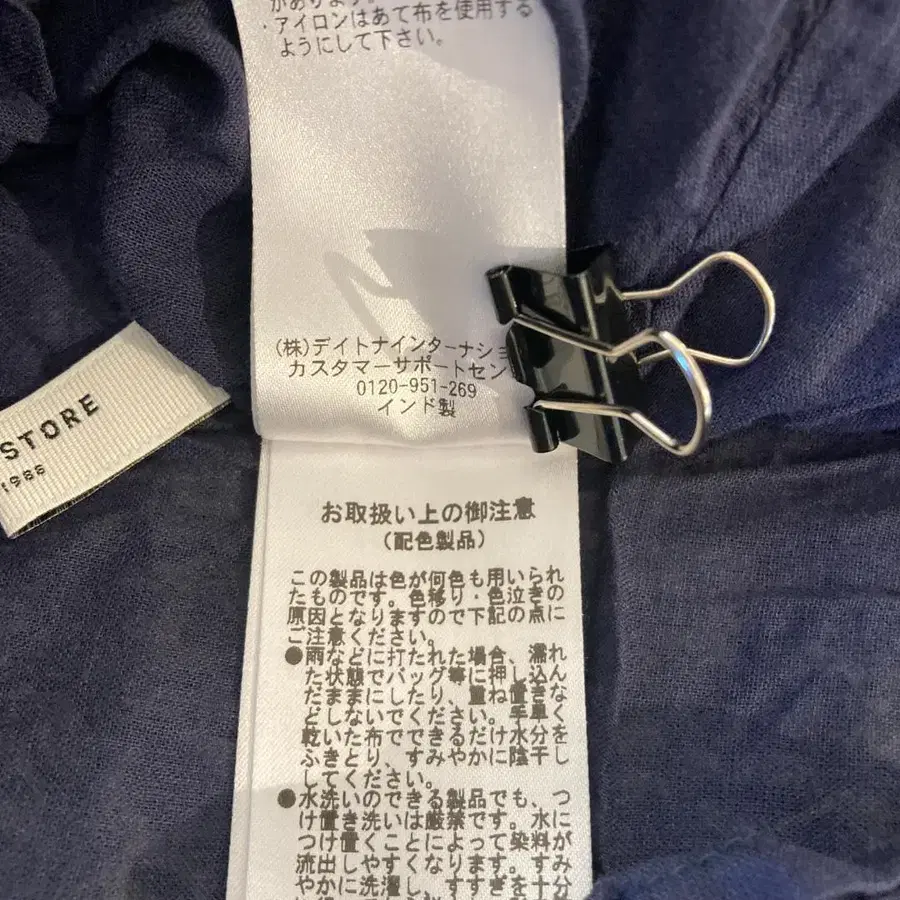 があります。
・アイロンはあて布を使用する
ようにして下さい。
(株)デイトナインターナショ
カスタマーサポートセン
0120-951-269
インド製
STORE
1986
お取扱い上の御注意
(配色製品)
この製品は色が何色も用いられ
たものです。色移り・色泣きの
原因となりますので下記の点に
ご注意ください。
●雨などに打たれた場合、濡れ
た状態でバッグ等に押し込ん
だままにしたり、重ね置きな
どしないでください。手早く
乾いた布でできるだけ水分を
ふきとり、すみやかに陰干し
してください。
●水洗いのできる製品でも、つ
け置き洗いは厳禁です。水に
つけ置くことによって染料が
流出しやすくなります。すみ
やかに洗濯し、すすぎを十分